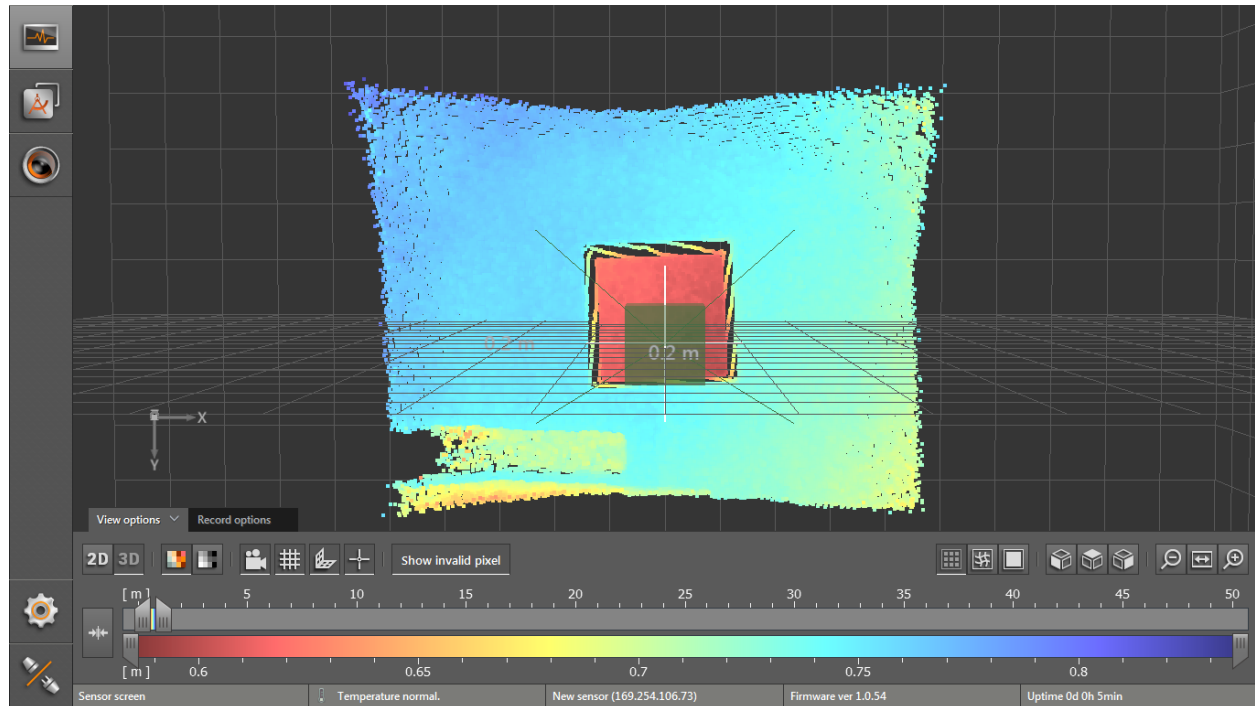 0.2 m
0.2 m
X
Y
View options
Record options
2D 3D
Show invalid pixel
[ m ] 5 10 15 20 25 30 35 40 45 50
[ m ] 0.6 0.65 0.7 0.75 0.8
Sensor screen
Temperature normal.
New sensor (169.254.106.73)
Firmware ver 1.0.54
Uptime 0d 0h 5min